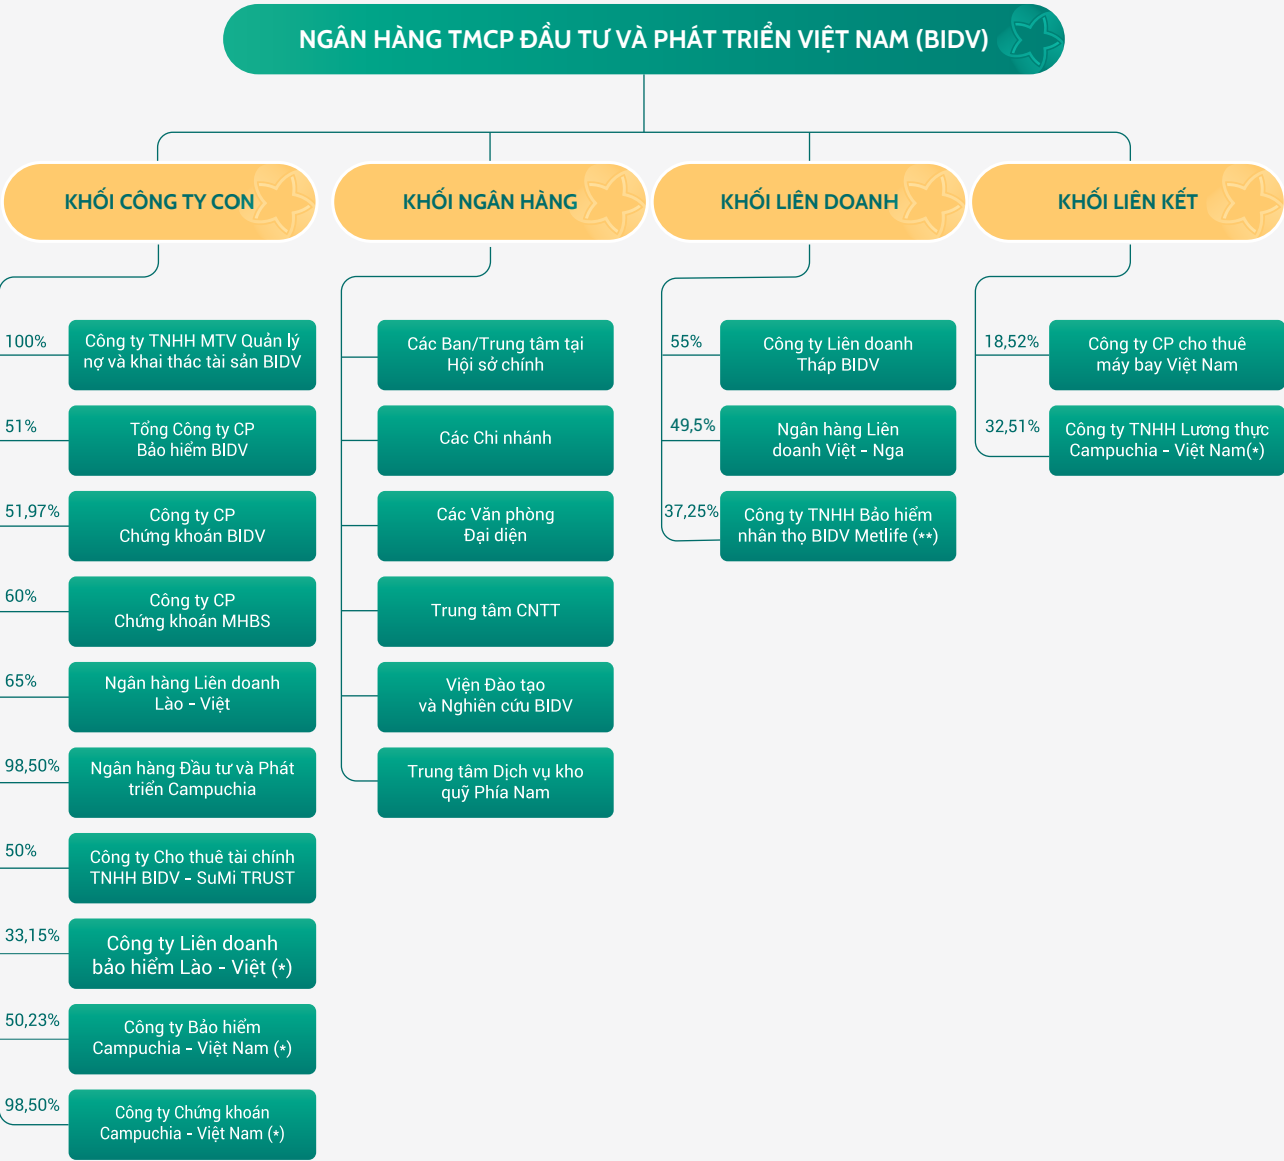 NGÂN HÀNG TMCP ĐẦU TƯ VÀ PHÁT TRIỂN VIỆT NAM (BIDV)
KHỐI CÔNG TY CON
100%
Công ty TNHH MTV Quản lý
nợ và khai thác tài sản BIDV
51%
Tổng Công ty CP
Bảo hiểm BIDV
51,97%
Công ty CP
Chứng khoán BIDV
60%
Công ty CP
Chứng khoán MHBS
65%
Ngân hàng Liên doanh
Lào - Việt
98,50%
Ngân hàng Đầu tư và Phát
triển Campuchia
50%
Công ty Cho thuê tài chính
TNHH BIDV - SuMi TRUST
33,15%
Công ty Liên doanh
bảo hiểm Lào - Việt (*)
50,23%
Công ty Bảo hiểm
Campuchia - Việt Nam (*)
98,50%
Công ty Chứng khoán
Campuchia - Việt Nam (*)
KHỐI NGÂN HÀNG
Các Ban/Trung tâm tại
Hội sở chính
Các Chi nhánh
Các Văn phòng
Đại diện
Trung tâm CNTT
Viện Đào tạo
và Nghiên cứu BIDV
Trung tâm Dịch vụ kho
quỹ Phía Nam
KHỐI LIÊN DOANH
55%
Công ty Liên doanh
Tháp BIDV
49,5%
Ngân hàng Liên
doanh Việt - Nga
37,25%
Công ty TNHH Bảo hiểm
nhân thọ BIDV Metlife (**)
KHỐI LIÊN KẾT
18,52%
Công ty CP cho thuê
máy bay Việt Nam
32,51%
Công ty TNHH Lương thực
Campuchia - Việt Nam(*)